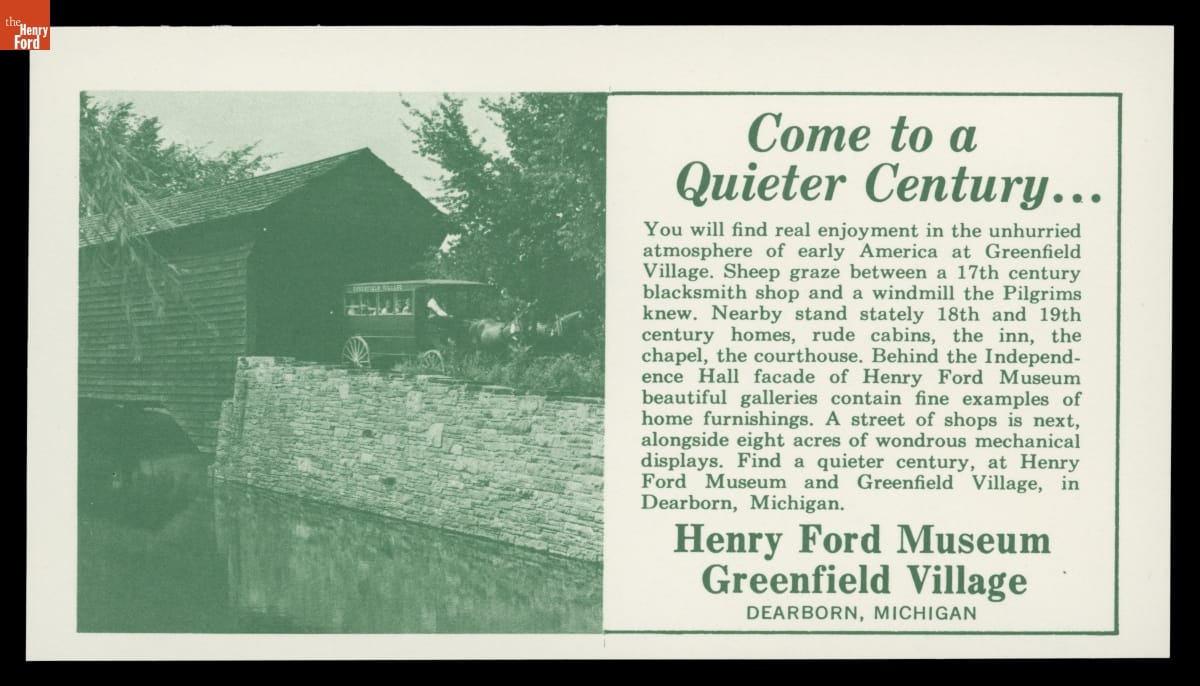 the
Henry
Ford
GREENFIELD VILLAGE
Come to a
Quieter Century...
You will find real enjoyment in the unhurried
atmosphere of early America at Greenfield
Village. Sheep graze between a 17th century
blacksmith shop and a windmill the Pilgrims
knew. Nearby stand stately 18th and 19th
century homes, rude cabins, the inn, the
chapel, the courthouse. Behind the Independ-
ence Hall facade of Henry Ford Museum
beautiful galleries contain fine examples of
home furnishings. A street of shops is next,
alongside eight acres of wondrous mechanical
displays. Find a quieter century, at Henry
Ford Museum and Greenfield Village, in
Dearborn, Michigan.
Henry Ford Museum
Greenfield Village
DEARBORN, MICHIGAN